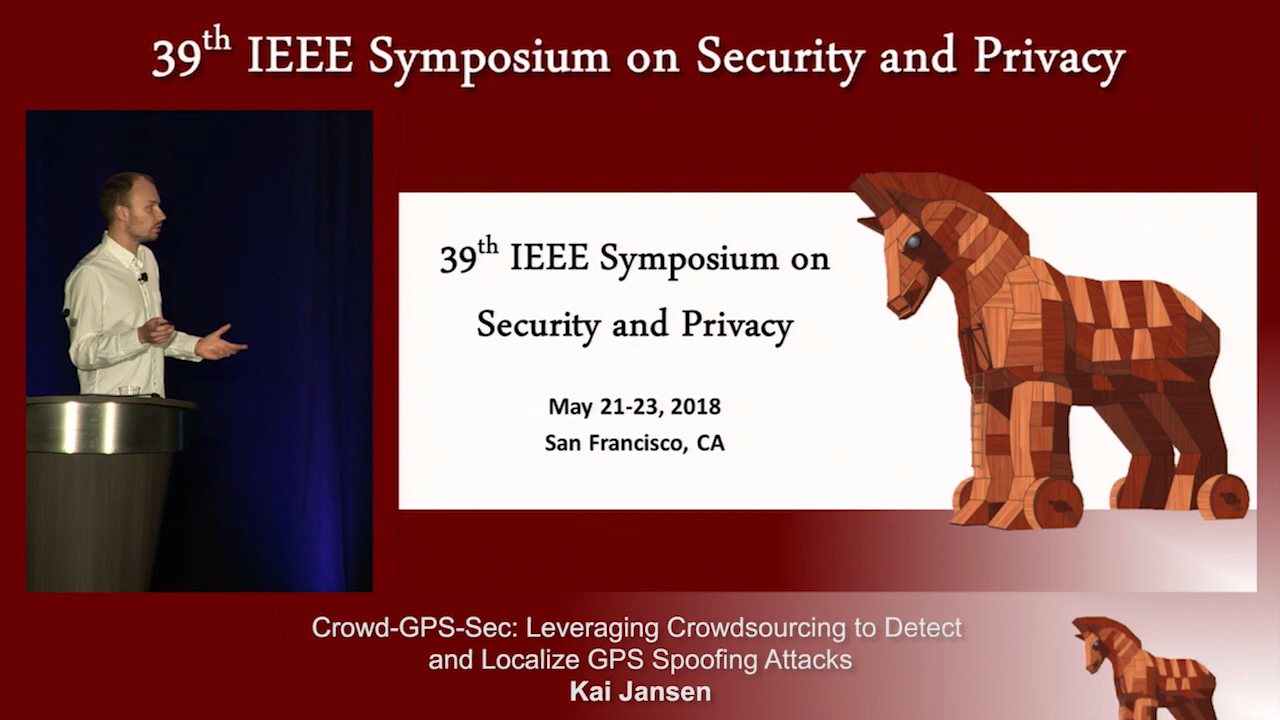 39th IEEE Symposium on Security and Privacy
39th IEEE Symposium on
Security and Privacy
May 21-23, 2018
San Francisco, CA
Crowd-GPS-Sec: Leveraging Crowdsourcing to Detect
and Localize GPS Spoofing Attacks
Kai Jansen